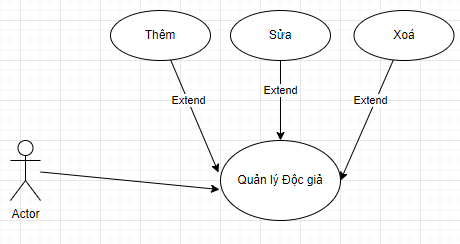 Thêm
Sửa
Xoá
Extend
Extend
Extend
Quản lý Độc giả
Actor